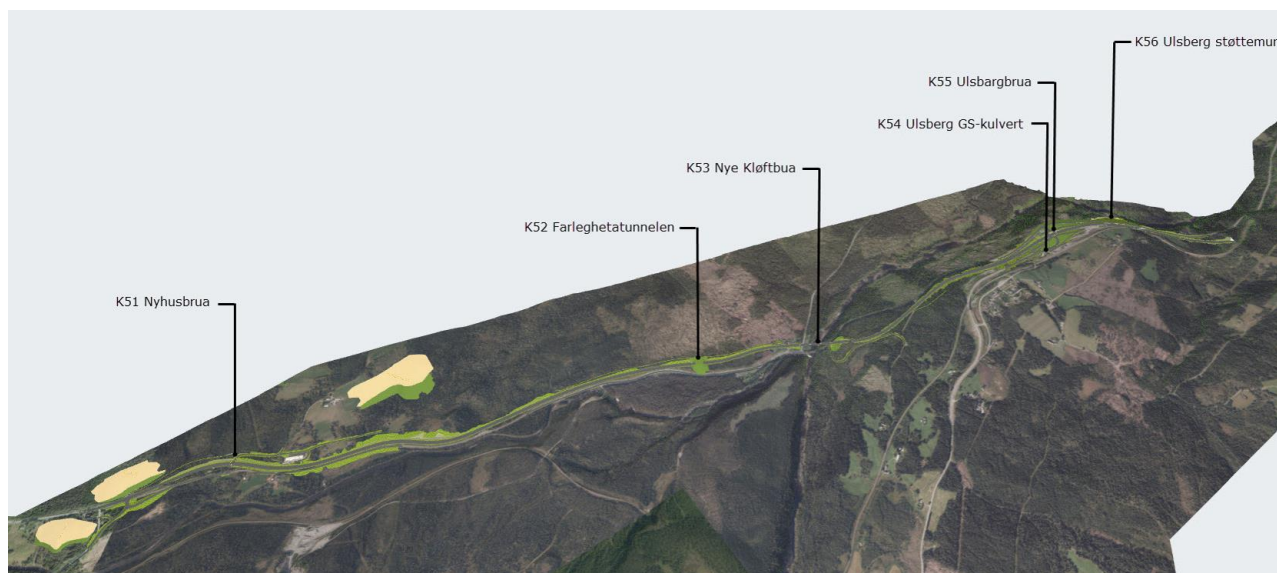 K56 Ulsberg støttemur
K55 Ulsbargbrua
K54 Ulsberg GS-kulvert
K53 Nye Kløftbua
K52 Farleghetatunnelen
K51 Nyhusbrua